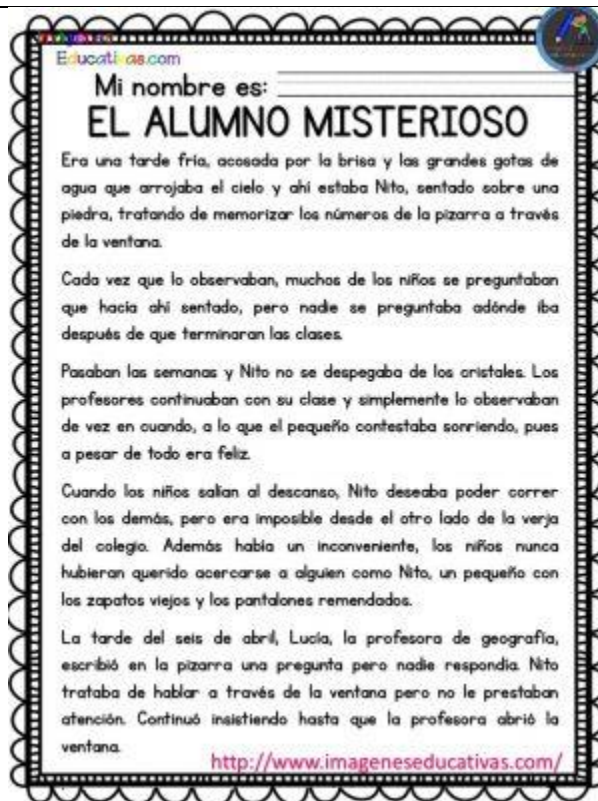 Educativas.com
Mi nombre es:
EL ALUMNO MISTERIOSO
Era una tarde fría, acosada por la brisa y las grandes gotas de
agua que arrojaba el cielo y ahí estaba Nito, sentado sobre una
piedra, tratando de memorizar los números de la pizarra a través
de la ventana.
Cada vez que lo observaban, muchos de los niños se preguntaban
que hacía ahí sentado, pero nadie se preguntaba adónde iba
después de que terminaran las clases.
Pasaban las semanas y Nito no se despegaba de los cristales. Los
profesores continuaban con su clase y simplemente lo observaban
de vez en cuando, a lo que el pequeño contestaba sonriendo, pues
a pesar de todo era feliz.
Cuando los niños salían al descanso, Nito deseaba poder correr
con los demás, pero era imposible desde el otro lado de la verja
del colegio. Además había un inconveniente, los niños nunca
hubieran querido acercarse a alguien como Nito, un pequeño con
los zapatos viejos y los pantalones remendados.
La tarde del seis de abril, Lucía, la profesora de geografía,
escribió en la pizarra una pregunta pero nadie respondía. Nito
trataba de hablar a través de la ventana pero no le prestaban
atención. Continuó insistiendo hasta que la profesora abrió la
ventana.
http://www.imageneseducativas.com/